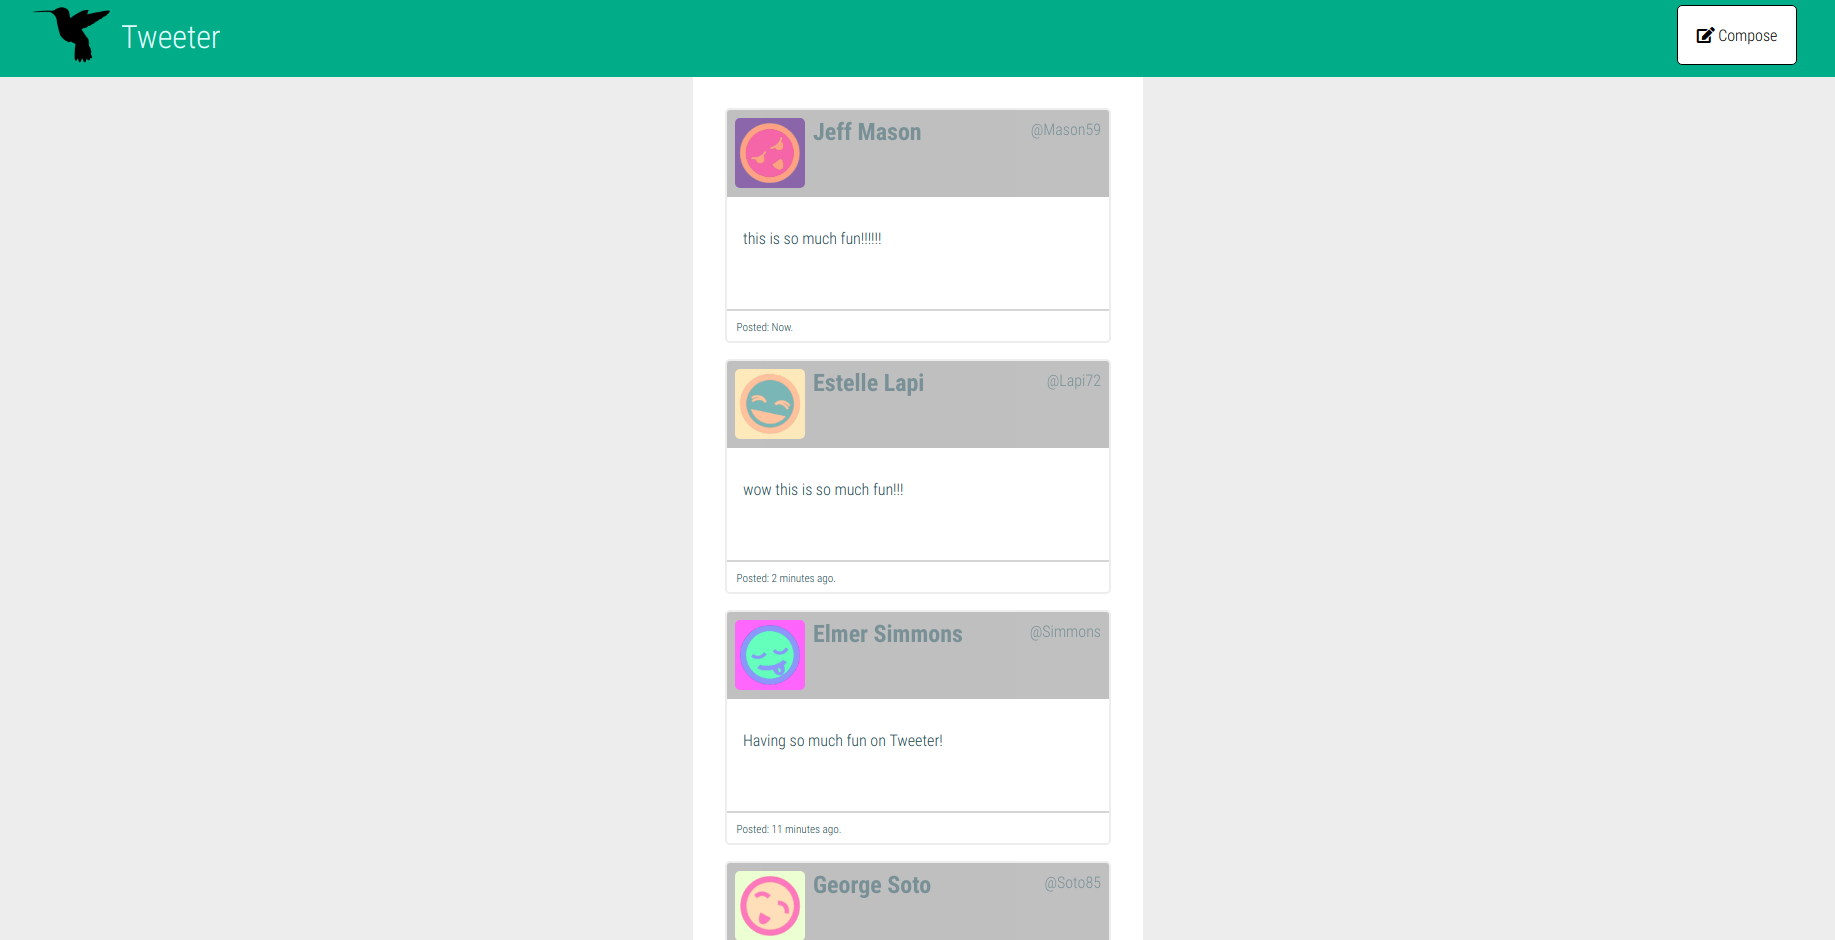 Tweeter
Compose
Jeff Mason @Mason59
this is so much fun!!!!!!
Posted: Now.
Estelle Lapi @Lapi72
wow this is so much fun!!!
Posted: 2 minutes ago.
Elmer Simmons @Simmons
Having so much fun on Tweeter!
Posted: 11 minutes ago.
George Soto @Soto85